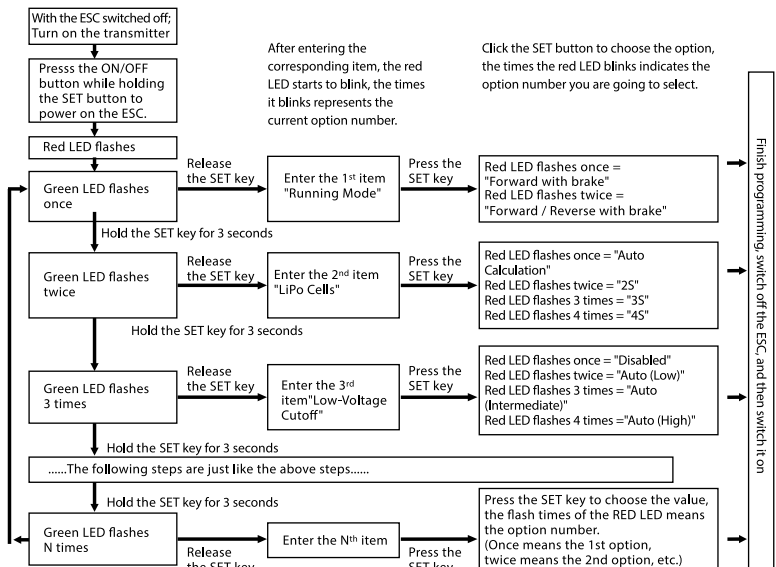 With the ESC switched off;
Turn on the transmitter
Presss the ON/OFF
button while holding
the SET button to
power on the ESC.
Red LED flashes
After entering the
corresponding item, the red
LED starts to blink, the times
it blinks represents the
current option number.
Click the SET button to choose the option,
the times the red LED blinks indicates the
option number you are going to select.
Green LED flashes
once
Release
the SET key
Enter the 1st item
"Running Mode"
Press the
SET key
Red LED flashes once =
"Forward with brake"
Red LED flashes twice =
"Forward / Reverse with brake"
Hold the SET key for 3 seconds
Green LED flashes
twice
Release
the SET key
Enter the 2nd item
"LiPo Cells"
Press the
SET key
Red LED flashes once = "Auto
Calculation"
Red LED flashes twice = "2S"
Red LED flashes 3 times = "3S"
Red LED flashes 4 times = "4S"
Hold the SET key for 3 seconds
Green LED flashes
3 times
Release
the SET key
Enter the 3rd
item"Low-Voltage
Cutoff"
Press the
SET key
Red LED flashes once = "Disabled"
Red LED flashes twice = "Auto (Low)"
Red LED flashes 3 times = "Auto
(Intermediate)"
Red LED flashes 4 times ="Auto (High)"
Hold the SET key for 3 seconds
......The following steps are just like the above steps......
Hold the SET key for 3 seconds
Green LED flashes
N times
Release
the SET key
Enter the Nth item
Press the
SET key
Press the SET key to choose the value,
the flash times of the RED LED means
the option number.
(Once means the 1st option,
twice means the 2nd option, etc.)
Finish programming, switch off the ESC, and then switch it on